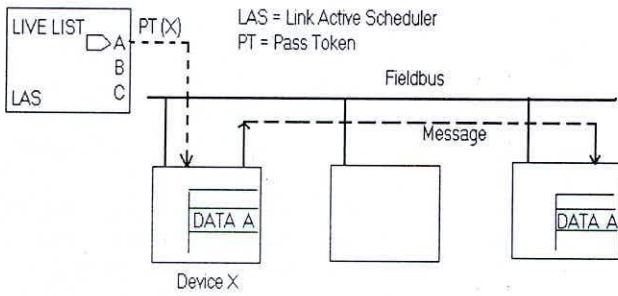 LIVE LIST
A
B
C
LAS
PT (X)
LAS = Link Active Scheduler
PT = Pass Token
Fieldbus
Message
DATA A
DATA A
Device X